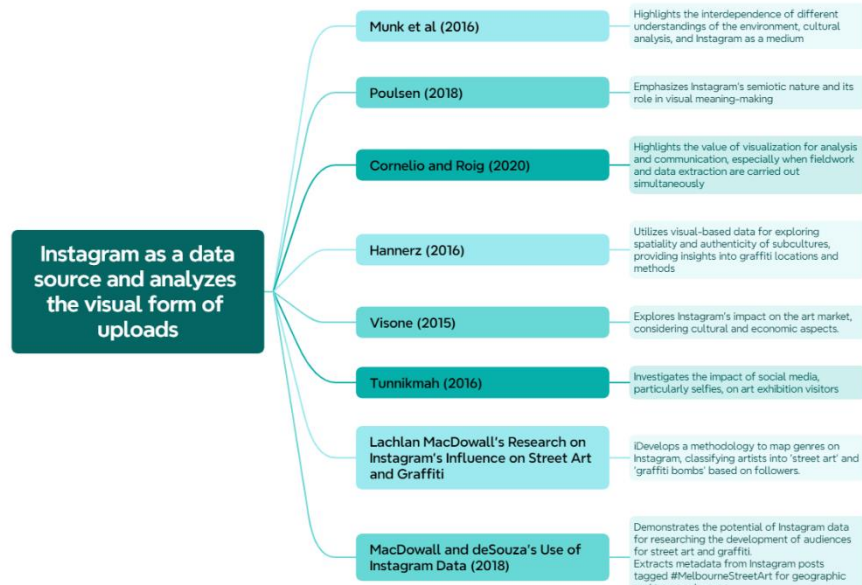 Instagram as a data
source and analyzes
the visual form of
uploads
Munk et al (2016)
Highlights the interdependence of different
understandings of the environment, cultural
analysis, and Instagram as a medium
Poulsen (2018)
Emphasizes Instagram's semiotic nature and its
role in visual meaning-making
Cornelio and Roig (2020)
Highlights the value of visualization for analysis
and communication, especially when fieldwork
and data extraction are carried out
simultaneously
Hannerz (2016)
Utilizes visual-based data for exploring
spatiality and authenticity of subcultures,
providing insights into graffiti locations and
methods
Visone (2015)
Explores Instagram's impact on the art market,
considering cultural and economic aspects.
Tunnikmah (2016)
Investigates the impact of social media,
particularly selfies, on art exhibition visitors
Lachlan MacDowall's Research on
Instagram's Influence on Street Art
and Graffiti
iDevelops a methodology to map genres on
Instagram, classifying artists into 'street art' and
'graffiti bombs' based on followers.
MacDowall and deSouza's Use of
Instagram Data (2018)
Demonstrates the potential of Instagram data
for researching the development of audiences
for street art and graffiti.
Extracts metadata from Instagram posts
tagged #MelbourneStreetArt for geographic